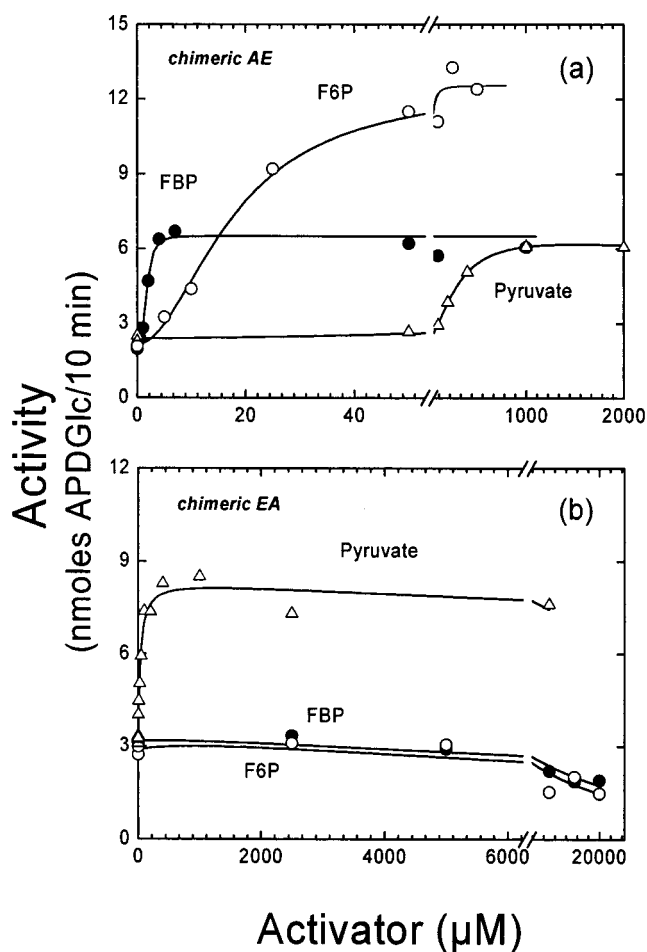 15
12
9
6
3
0
chimeric AE
(a)
F6P
FBP
Pyruvate
0
20
40
1000
2000
12
9
6
3
0
chimeric EA
(b)
Pyruvate
FBP
F6P
0
2000
4000
6000
20000
Activity
(nmoles APDGlc/10 min)
Activator (µM)